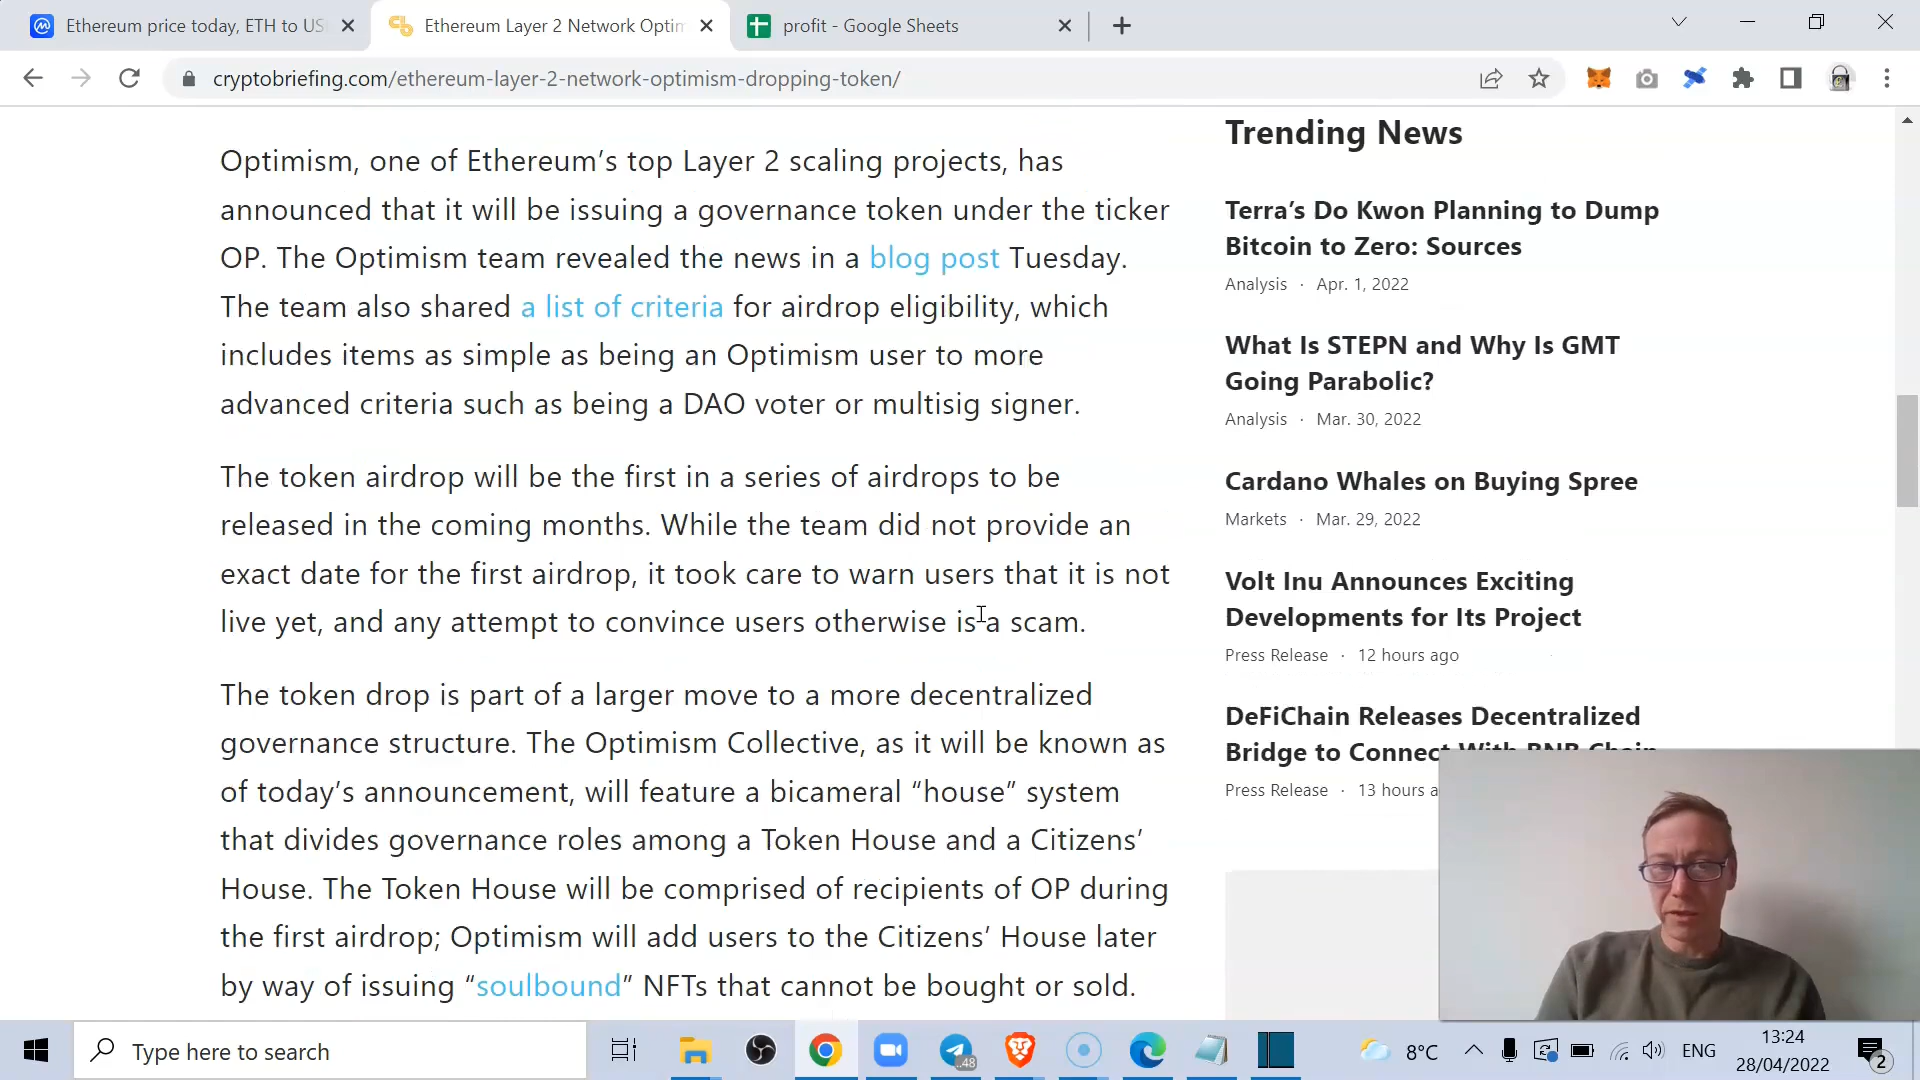 Ethereum price today, ETH to US
Ethereum Layer 2 Network Optim
profit - Google Sheets
cryptobriefing.com/ethereum-layer-2-network-optimism-dropping-token/
Optimism, one of Ethereum’s top Layer 2 scaling projects, has
announced that it will be issuing a governance token under the ticker
OP. The Optimism team revealed the news in a blog post Tuesday.
The team also shared a list of criteria for airdrop eligibility, which
includes items as simple as being an Optimism user to more
advanced criteria such as being a DAO voter or multisig signer.
The token airdrop will be the first in a series of airdrops to be
released in the coming months. While the team did not provide an
exact date for the first airdrop, it took care to warn users that it is not
live yet, and any attempt to convince users otherwise is a scam.
The token drop is part of a larger move to a more decentralized
governance structure. The Optimism Collective, as it will be known as
of today’s announcement, will feature a bicameral “house” system
that divides governance roles among a Token House and a Citizens’
House. The Token House will be comprised of recipients of OP during
the first airdrop; Optimism will add users to the Citizens’ House later
by way of issuing “soulbound” NFTs that cannot be bought or sold.
Trending News
Terra’s Do Kwon Planning to Dump
Bitcoin to Zero: Sources
Analysis · Apr. 1, 2022
What Is STEPN and Why Is GMT
Going Parabolic?
Analysis · Mar. 30, 2022
Cardano Whales on Buying Spree
Markets · Mar. 29, 2022
Volt Inu Announces Exciting
Developments for Its Project
Press Release · 12 hours ago
DeFiChain Releases Decentralized
Bridge to Connect With BNB Chain
Press Release · 13 hours a
Type here to search
48
8°C
ENG
13:24
28/04/2022
2